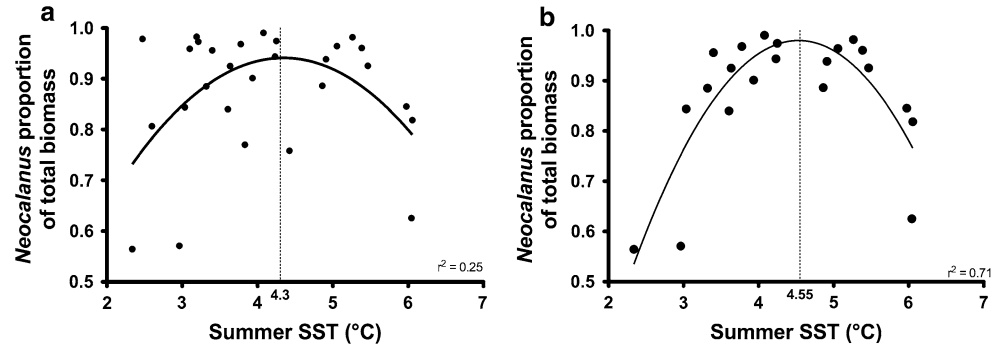 a
Neocalanus proportion
of total biomass
1.0
0.9
0.8
0.7
0.6
0.5
r² = 0.25
2
3
4
4.3
5
6
7
Summer SST (°C)
b
Neocalanus proportion
of total biomass
1.0
0.9
0.8
0.7
0.6
0.5
r² = 0.71
2
3
4
4.55
5
6
7
Summer SST (°C)